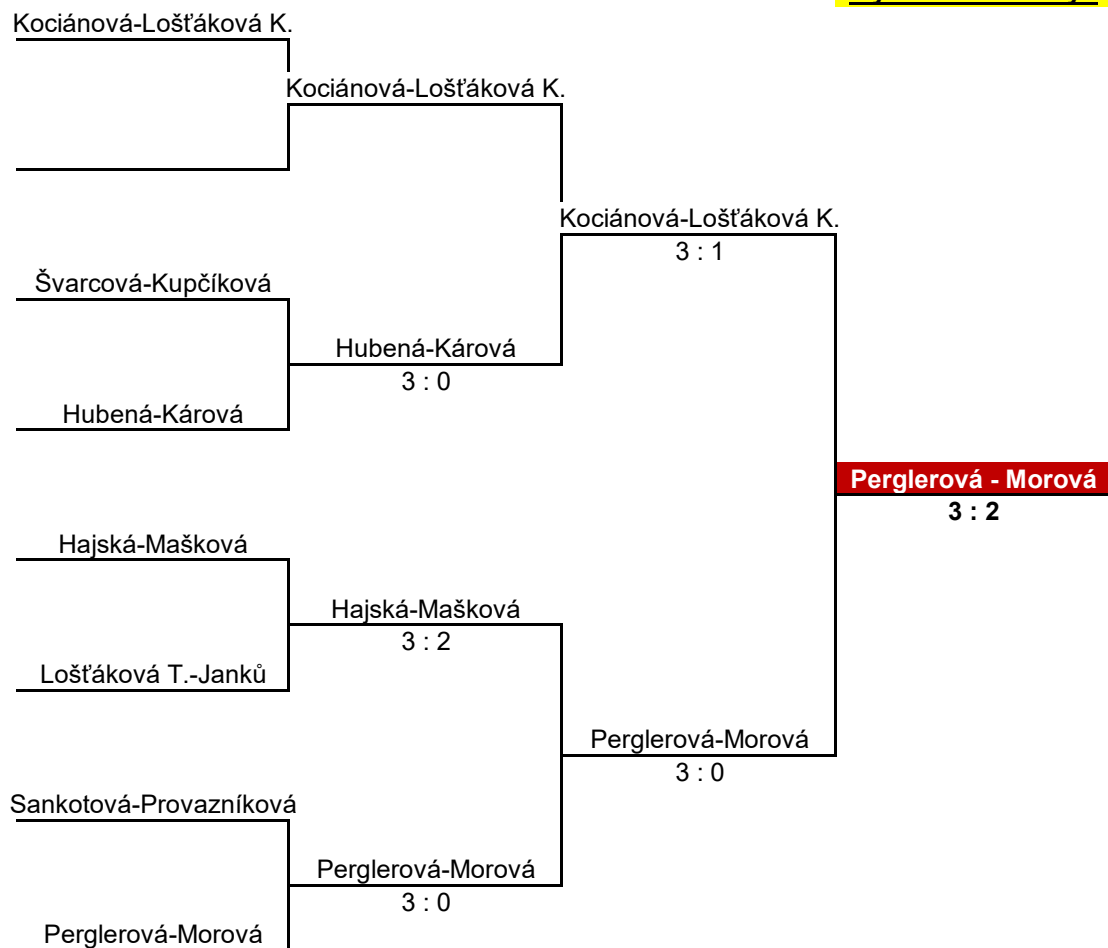 Kociánová-Lošťáková K.
Kociánová-Lošťáková K.
Kociánová-Lošťáková K.
3 : 1
Švarcová-Kupčíková
Hubená-Kárová
3 : 0
Hubená-Kárová
Perglerová - Morová
3 : 2
Hajská-Mašková
Hajská-Mašková
3 : 2
Lošťáková T.-Janků
Perglerová-Morová
3 : 0
Sankotová-Provazníková
Perglerová-Morová
3 : 0
Perglerová-Morová